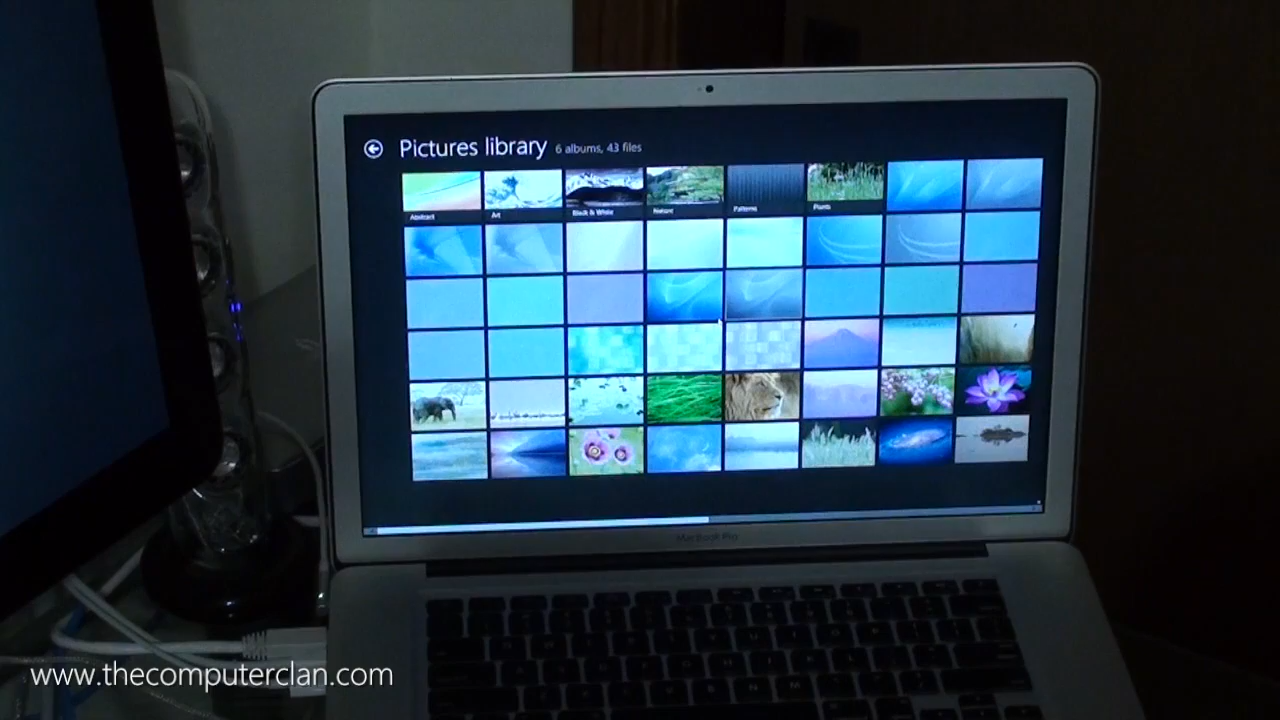 Pictures library 6 albums, 43 files
Abstract
Art
Black & White
Nature
Patterns
Plants
MacBook Pro
www.thecomputerclan.com